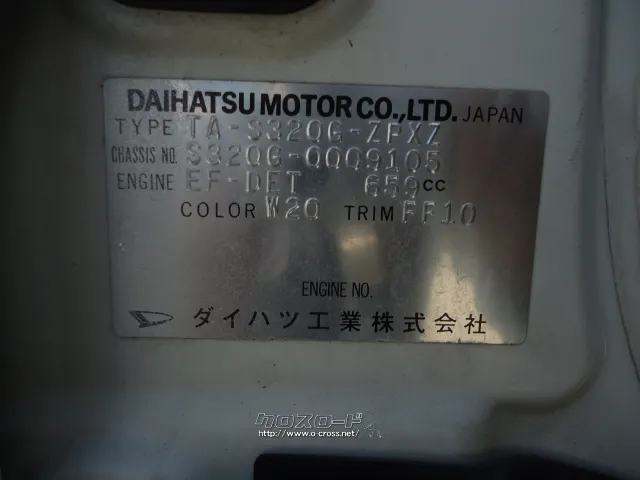 DAIHATSU MOTOR CO.,LTD. JAPAN
TYPE TA-S320G-ZPXZ
CHASSIS NO. S320G-0009105
ENGINE EF-DET 659CC
COLOR W20 TRIM FF10
ENGINE NO.
ダイハツ工業株式会社
クロスロード
http://www.o-cross.net/